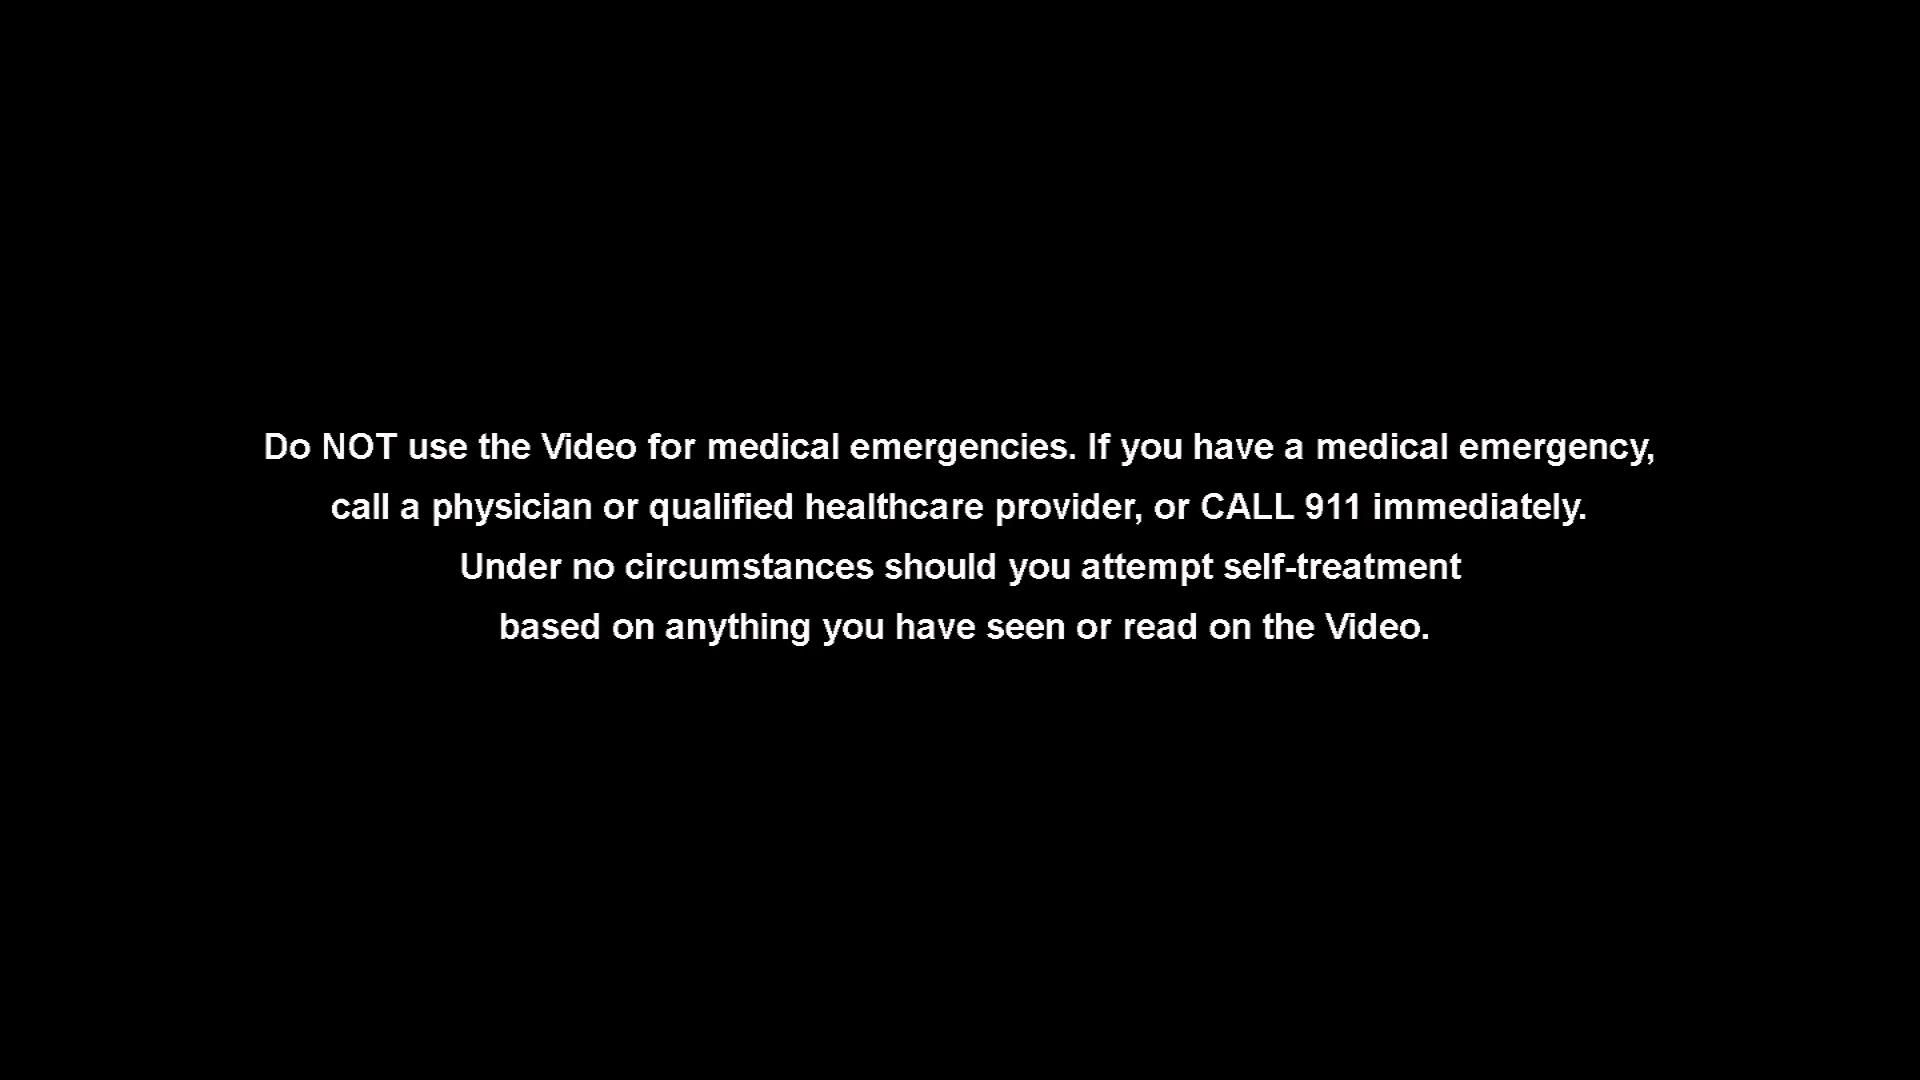 Do NOT use the Video for medical emergencies. If you have a medical emergency,
call a physician or qualified healthcare provider, or CALL 911 immediately.
Under no circumstances should you attempt self-treatment
based on anything you have seen or read on the Video.